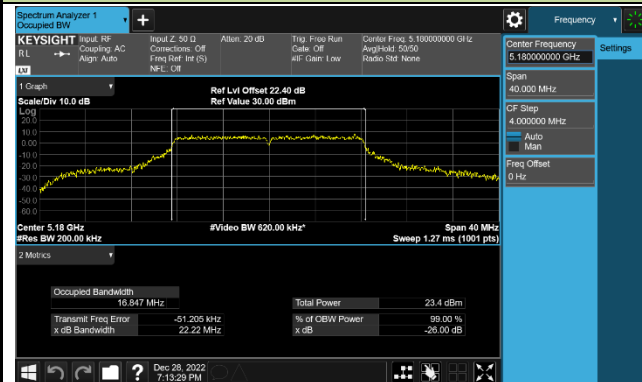 Spectrum Analyzer 1
Occupied BW
Frequency
KEYSIGHT
RL
Input: RF
Coupling: AC
Align: Auto
Input Z: 50 Ω
Corrections: Off
Freq Ref: Int (S)
NFE: Off
Atten: 20 dB
Trig: Free Run
Gate: Off
#IF Gain: Low
Center Freq: 5.180000000 GHz
Avg|Hold: 50/50
Radio Std: None
LXI
1 Graph
Scale/Div 10.0 dB
Ref Lvl Offset 22.40 dB
Ref Value 30.00 dBm
Log
20.0
10.0
0.00
-10.0
-20.0
-30.0
-40.0
-50.0
-60.0
Center 5.18 GHz
#Res BW 200.00 kHz
#Video BW 620.00 kHz*
Span 40 MHz
Sweep 1.27 ms (1001 pts)
2 Metrics
Occupied Bandwidth
16.847 MHz
Transmit Freq Error -51.205 kHz
x dB Bandwidth 22.22 MHz
Total Power 23.4 dBm
% of OBW Power 99.00 %
x dB -26.00 dB
Dec 28, 2022
7:13:29 PM
Center Frequency
5.180000000 GHz
Span
40.000 MHz
CF Step
4.000000 MHz
Auto
Man
Freq Offset
0 Hz
Settings